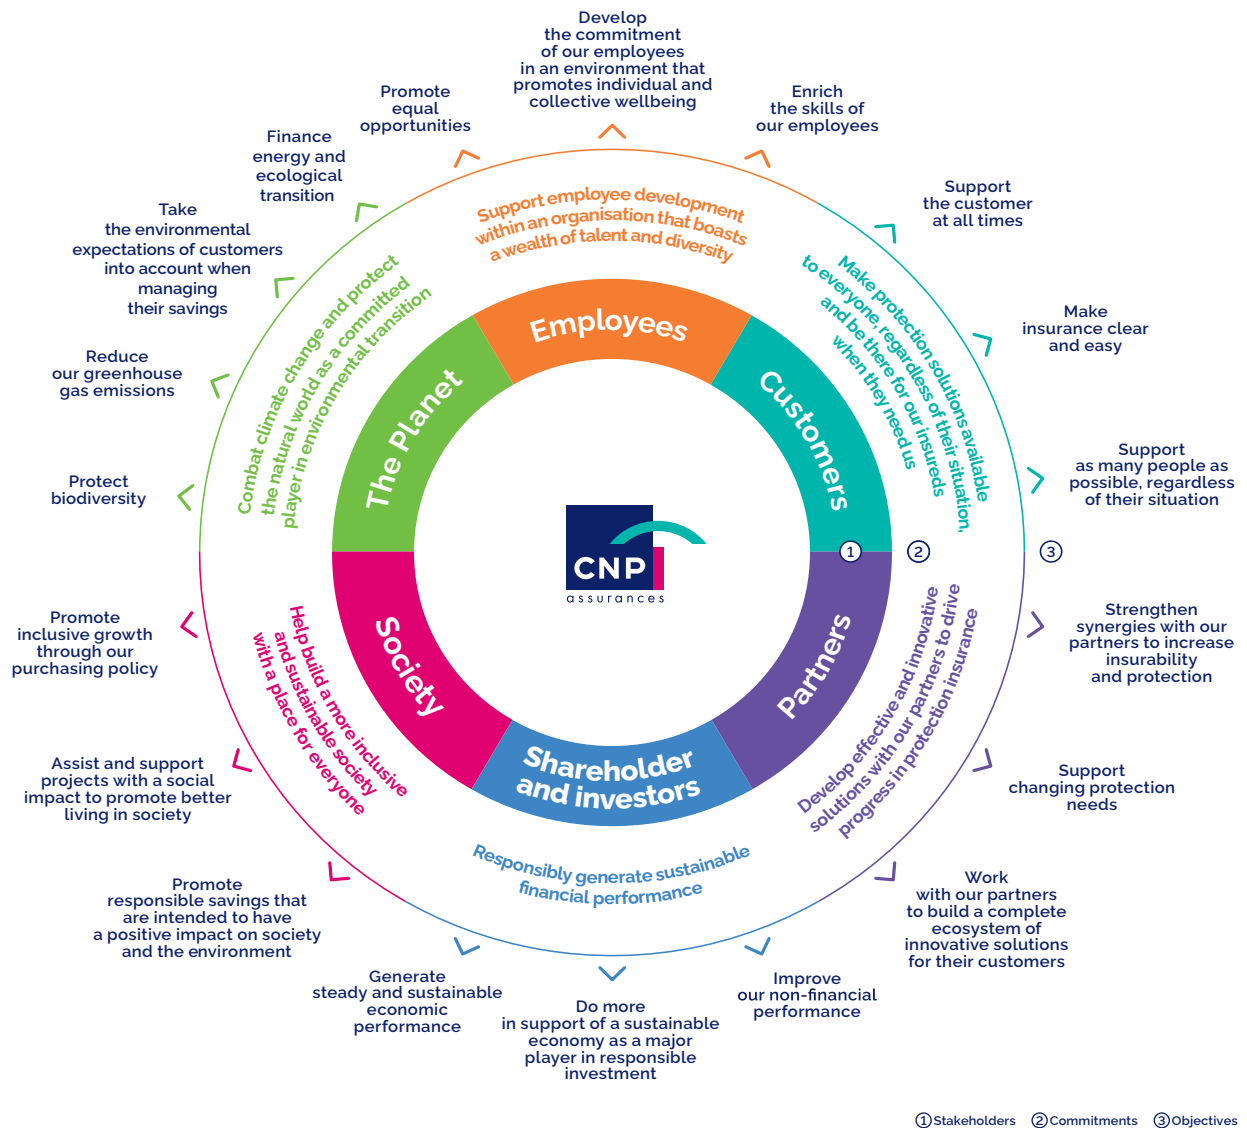 Develop
the commitment
of our employees
in an environment that
promotes individual and
collective wellbeing
Promote
equal
opportunities
Enrich
the skills of
our employees
Finance
energy and
ecological
transition
Take
the environmental
expectations of customers
into account when
managing
their savings
Reduce
our greenhouse
gas emissions
Protect
biodiversity
Support
the customer
at all times
Make
insurance clear
and easy
Support
as many people as
possible, regardless
of their situation
Support employee development
within an organisation that boasts
a wealth of talent and diversity
Combat climate change and protect
the natural world as a committed
player in environmental transition
Make protection solutions available
to everyone, regardless of their situation,
and be there for our insureds
when they need us
Employees
The Planet
Customers
CNP
assurances
1
2
3
Society
Partners
Shareholder
and investors
Help build a more inclusive
and sustainable society
with a place for everyone
Develop effective and innovative
solutions with our partners to drive
progress in protection insurance
Responsibly generate sustainable
financial performance
Promote
inclusive growth
through our
purchasing policy
Assist and support
projects with a social
impact to promote better
living in society
Promote
responsible savings that
are intended to have
a positive impact on society
and the environment
Strengthen
synergies with our
partners to increase
insurability
and protection
Support
changing protection
needs
Work
with our partners
to build a complete
ecosystem of
innovative solutions
for their customers
Generate
steady and sustainable
economic
performance
Do more
in support of a sustainable
economy as a major
player in responsible
investment
Improve
our non-financial
performance
1 Stakeholders 2 Commitments 3 Objectives